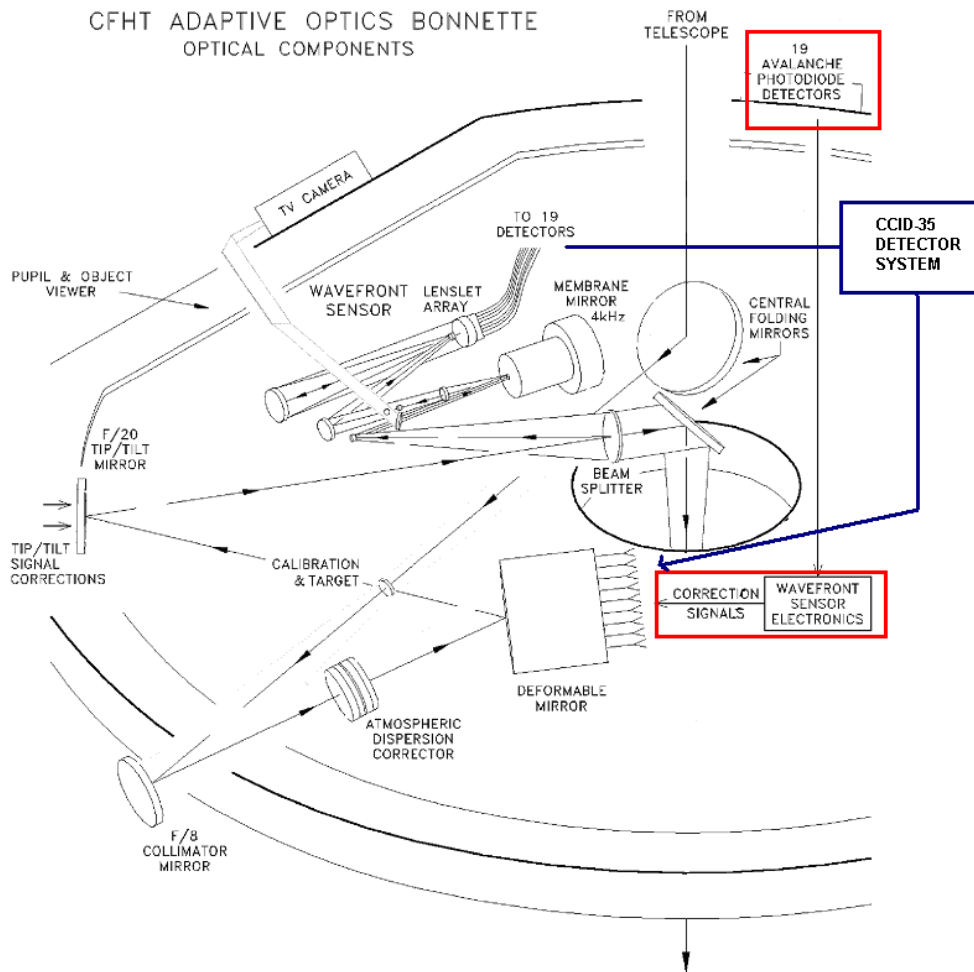 CFHT ADAPTIVE OPTICS BONNETTE
OPTICAL COMPONENTS
FROM
TELESCOPE
19
AVALANCHE
PHOTODIODE
DETECTORS
TV CAMERA
TO 19
DETECTORS
CCID-35
DETECTOR
SYSTEM
PUPIL & OBJECT
VIEWER
WAVEFRONT
SENSOR
LENSLET
ARRAY
MEMBRANE
MIRROR
4kHz
CENTRAL
FOLDING
MIRRORS
F/20
TIP/TILT
MIRROR
BEAM
SPLITTER
TIP/TILT
SIGNAL
CORRECTIONS
CALIBRATION
& TARGET
CORRECTION
SIGNALS
WAVEFRONT
SENSOR
ELECTRONICS
DEFORMABLE
MIRROR
ATMOSPHERIC
DISPERSION
CORRECTOR
F/8
COLLIMATOR
MIRROR